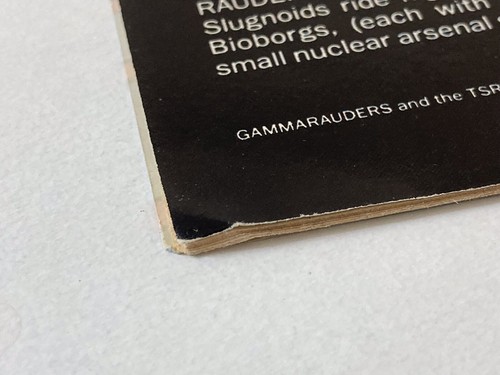 Slugnoids ride
Bioborgs, (each with
small nuclear arsenal
GAMMARAUDERS and the TSR